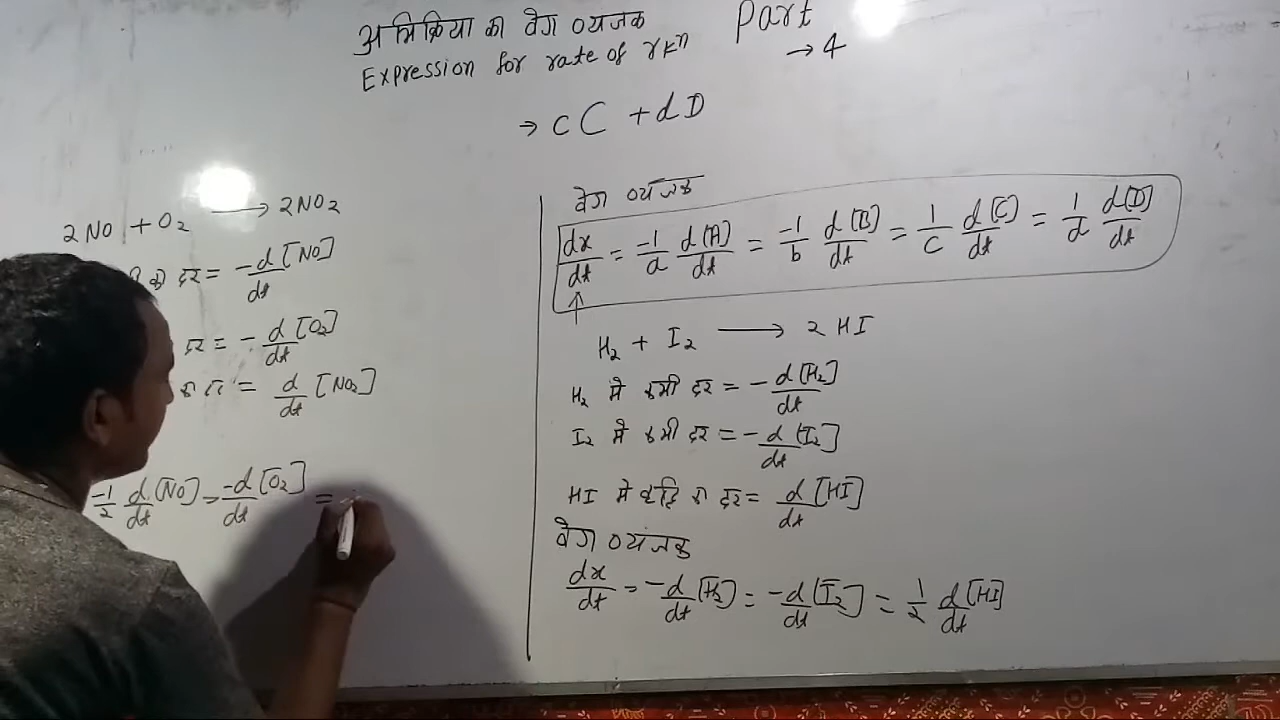 अभिक्रिया का वेग व्यंजक Part
Expression for rate of rxn → 4
→ cC + dD
2NO + O₂ ⟶ 2NO₂
की दर = -d[NO]/dt
दर = - d/dt [O₂]
की दर = d/dt [NO₂]
-1/2 d/dt [NO] = -d/dt [O₂] =
वेग व्यंजक
dx/dt = -1/a d[A]/dt = -1/b d[B]/dt = 1/c d[C]/dt = 1/d d[D]/dt
↑
H₂ + I₂ ⟶ 2HI
H₂ मे कमी दर = - d[H₂]/dt
I₂ मे कमी दर = - d/dt [I₂]
HI मे वृद्धि की दर = d/dt [HI]
वेग व्यंजक
dx/dt = -d/dt [H₂] = -d/dt [I₂] = 1/2 d/dt [HI]